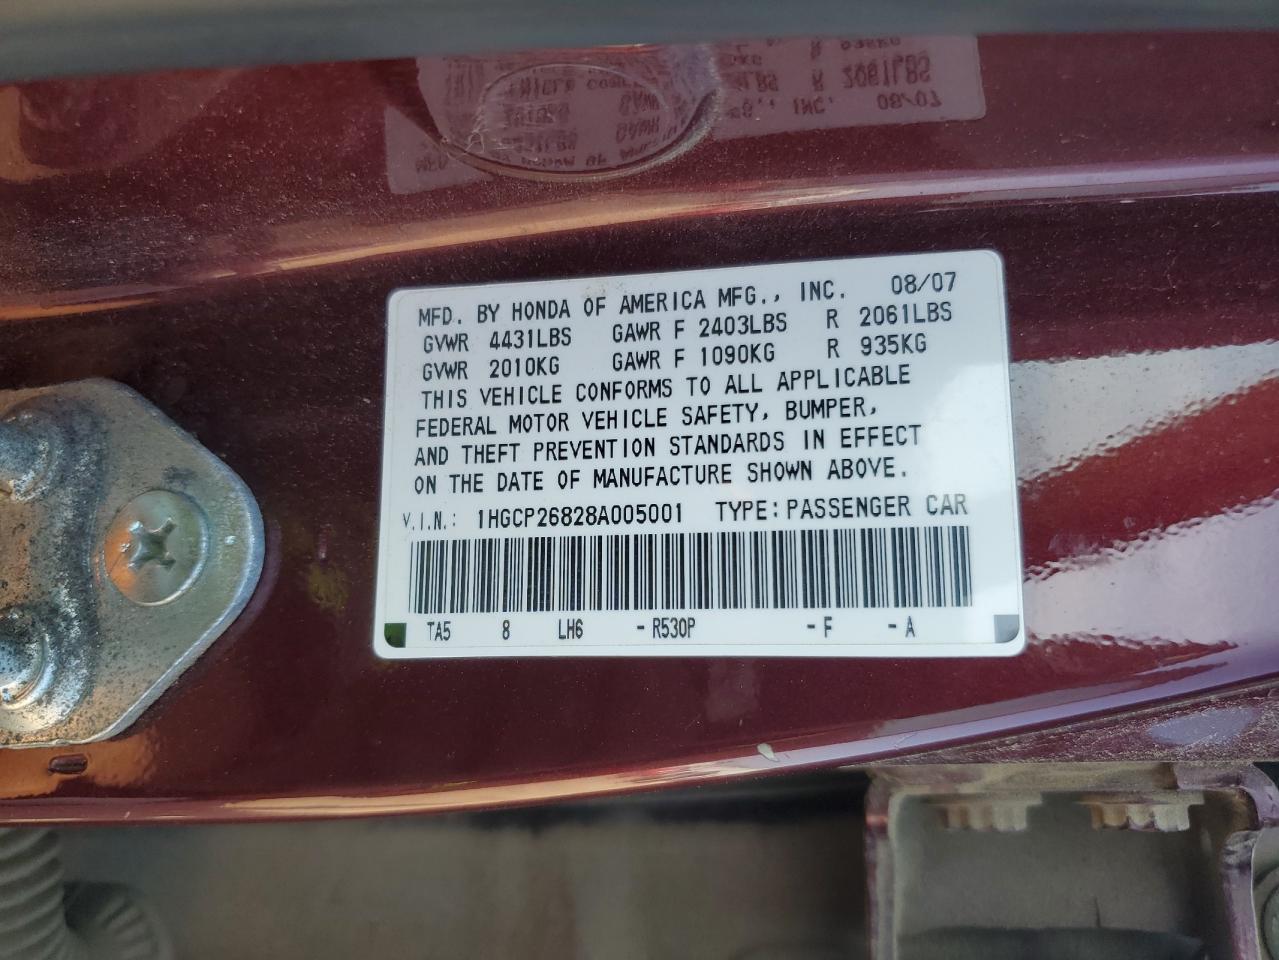 MFD. BY HONDA OF AMERICA MFG., INC. 08/07
GVWR 4431LBS GAWR F 2403LBS R 2061LBS
GVWR 2010KG GAWR F 1090KG R 935KG
THIS VEHICLE CONFORMS TO ALL APPLICABLE
FEDERAL MOTOR VEHICLE SAFETY, BUMPER,
AND THEFT PREVENTION STANDARDS IN EFFECT
ON THE DATE OF MANUFACTURE SHOWN ABOVE.
V.I.N.: 1HGCP26828A005001 TYPE: PASSENGER CAR
TA5 8 LH6 - R530P - F - A